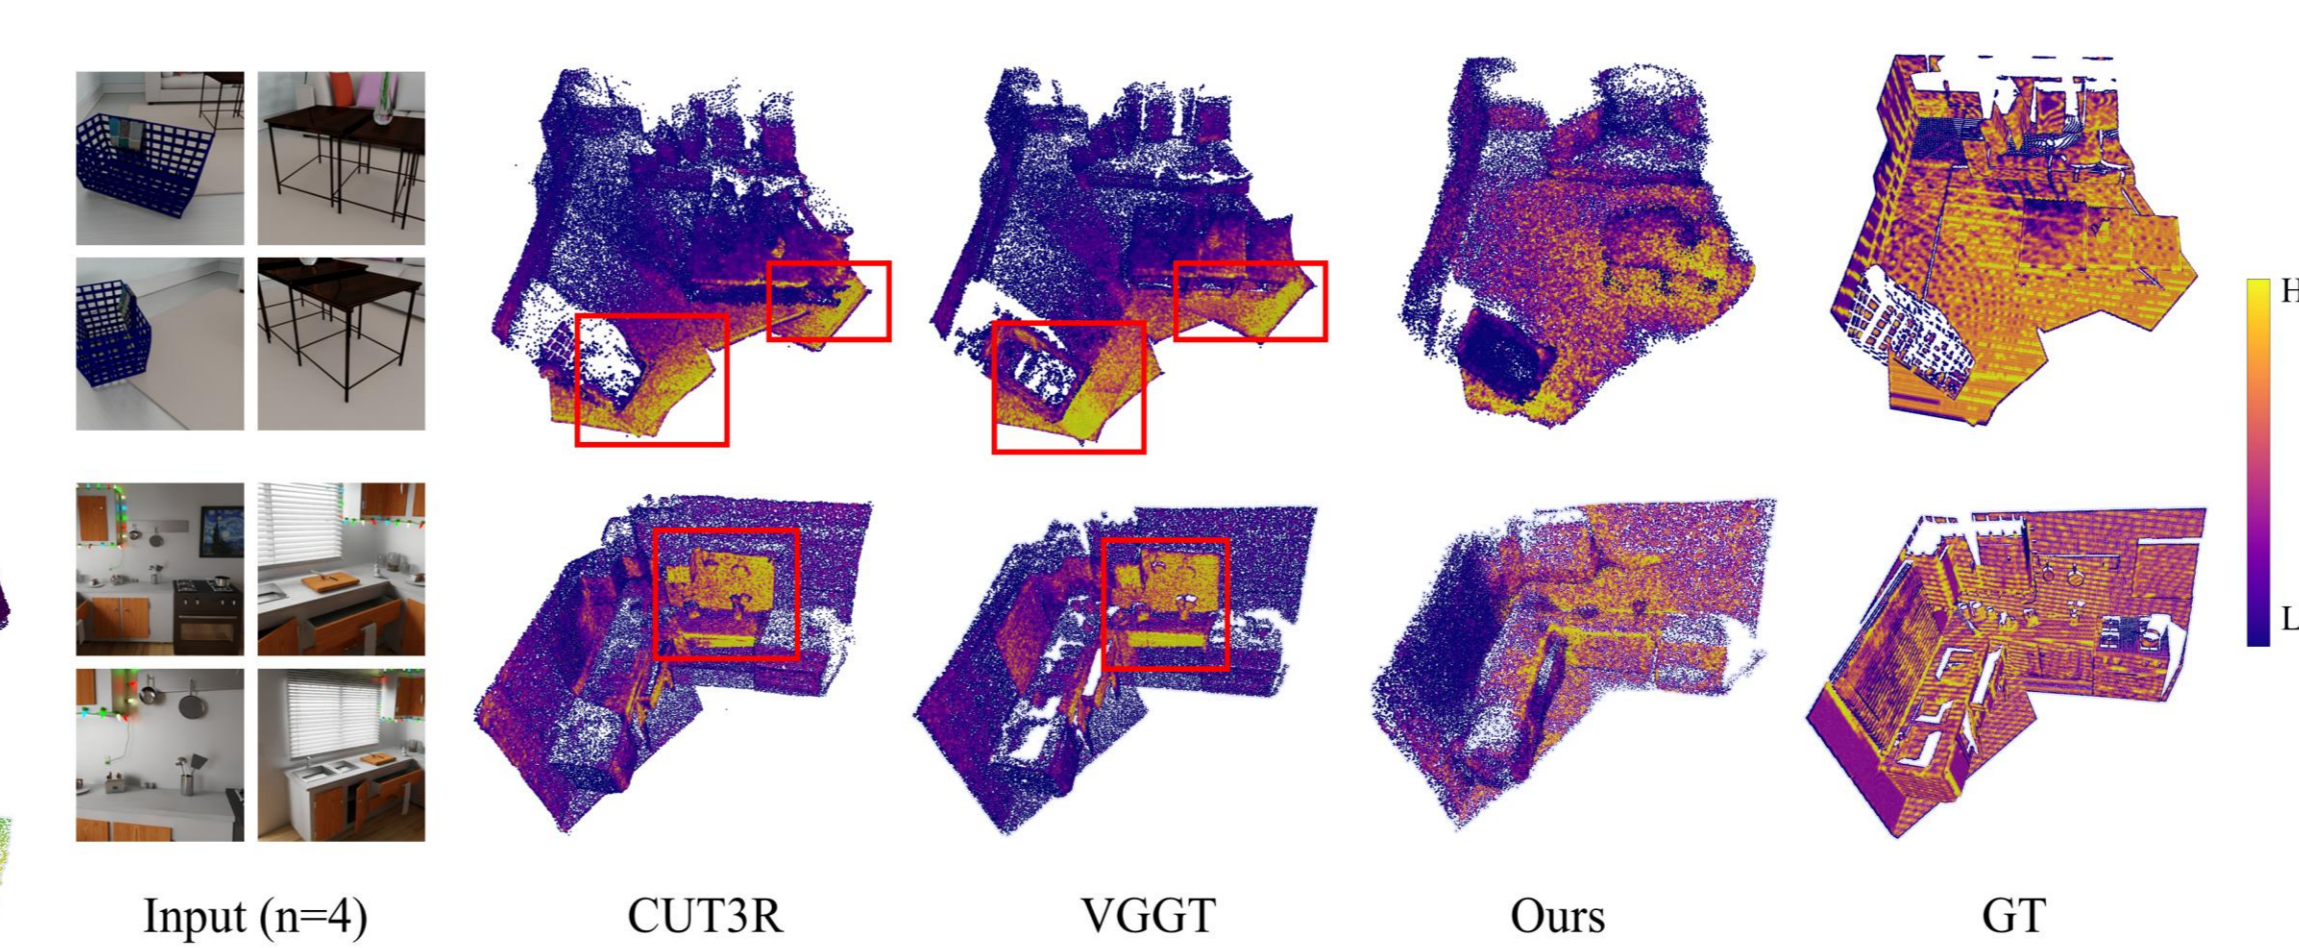 H
L
Input (n=4)
CUT3R
VGGT
Ours
GT